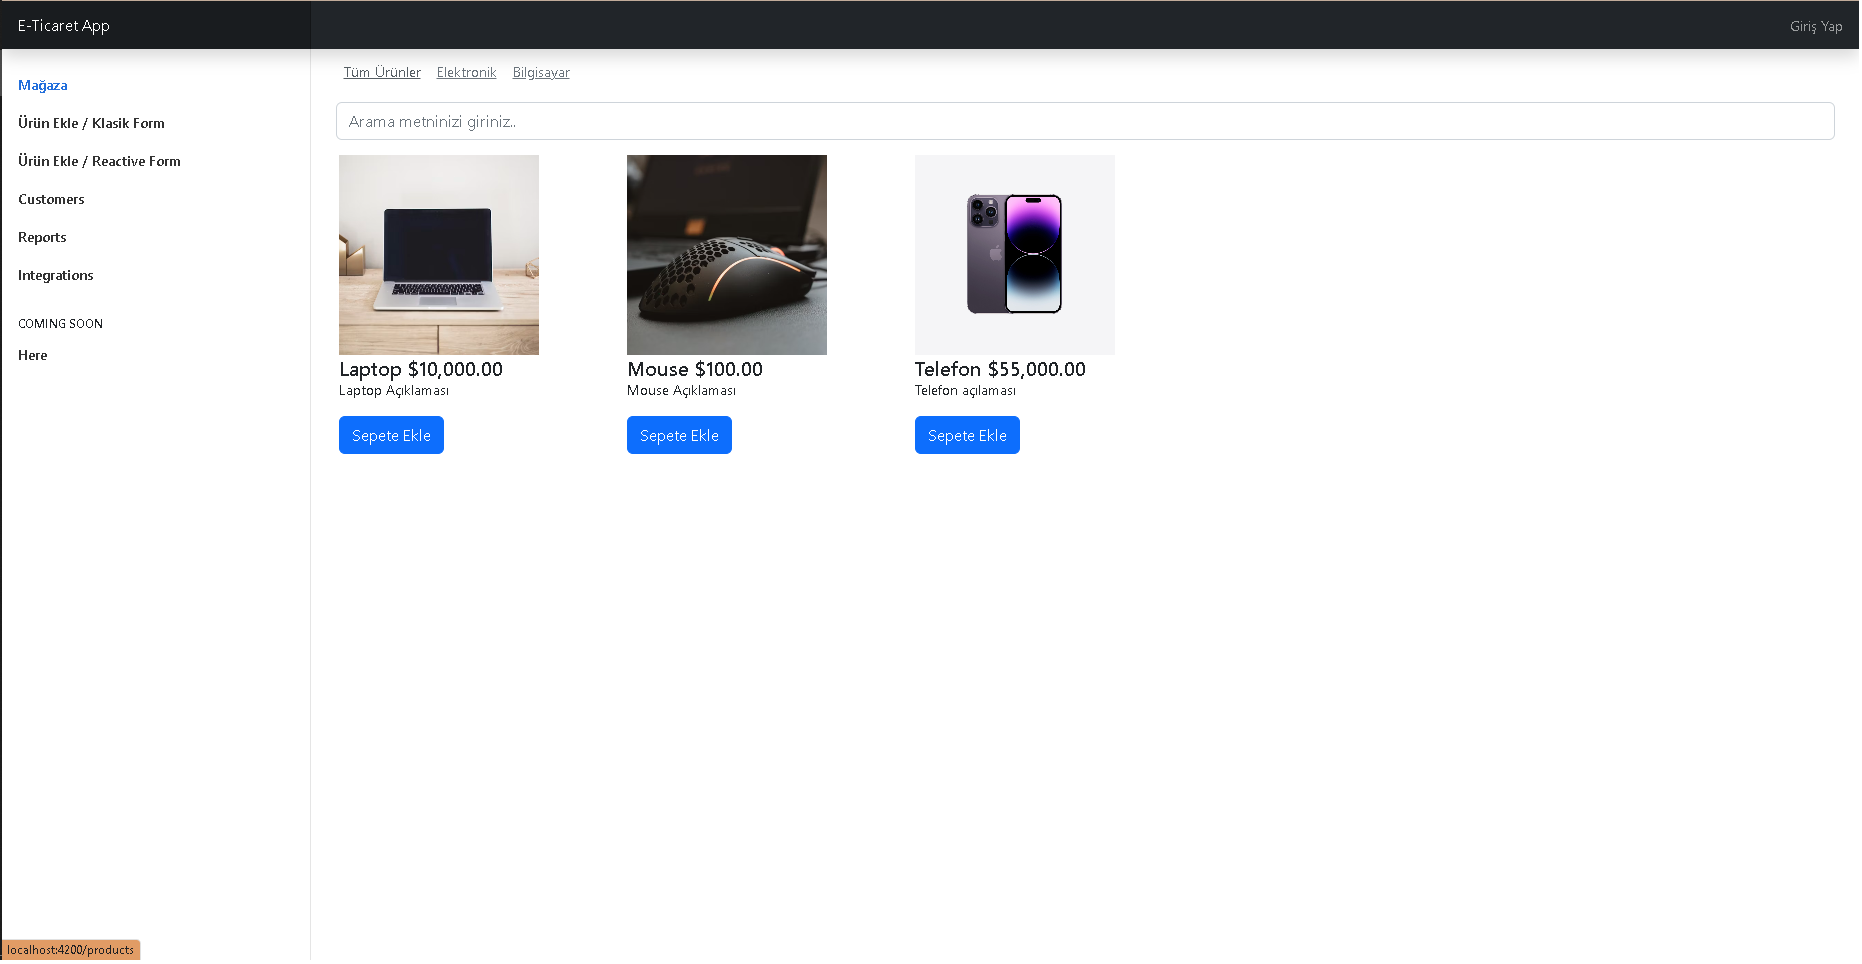 E-Ticaret App
Giriş Yap
Mağaza
Ürün Ekle / Klasik Form
Ürün Ekle / Reactive Form
Customers
Reports
Integrations
COMING SOON
Here
Tüm Ürünler Elektronik Bilgisayar
Arama metninizi giriniz..
Laptop $10,000.00
Laptop Açıklaması
Sepete Ekle
Mouse $100.00
Mouse Açıklaması
Sepete Ekle
Telefon $55,000.00
Telefon açılaması
Sepete Ekle
localhost:4200/products